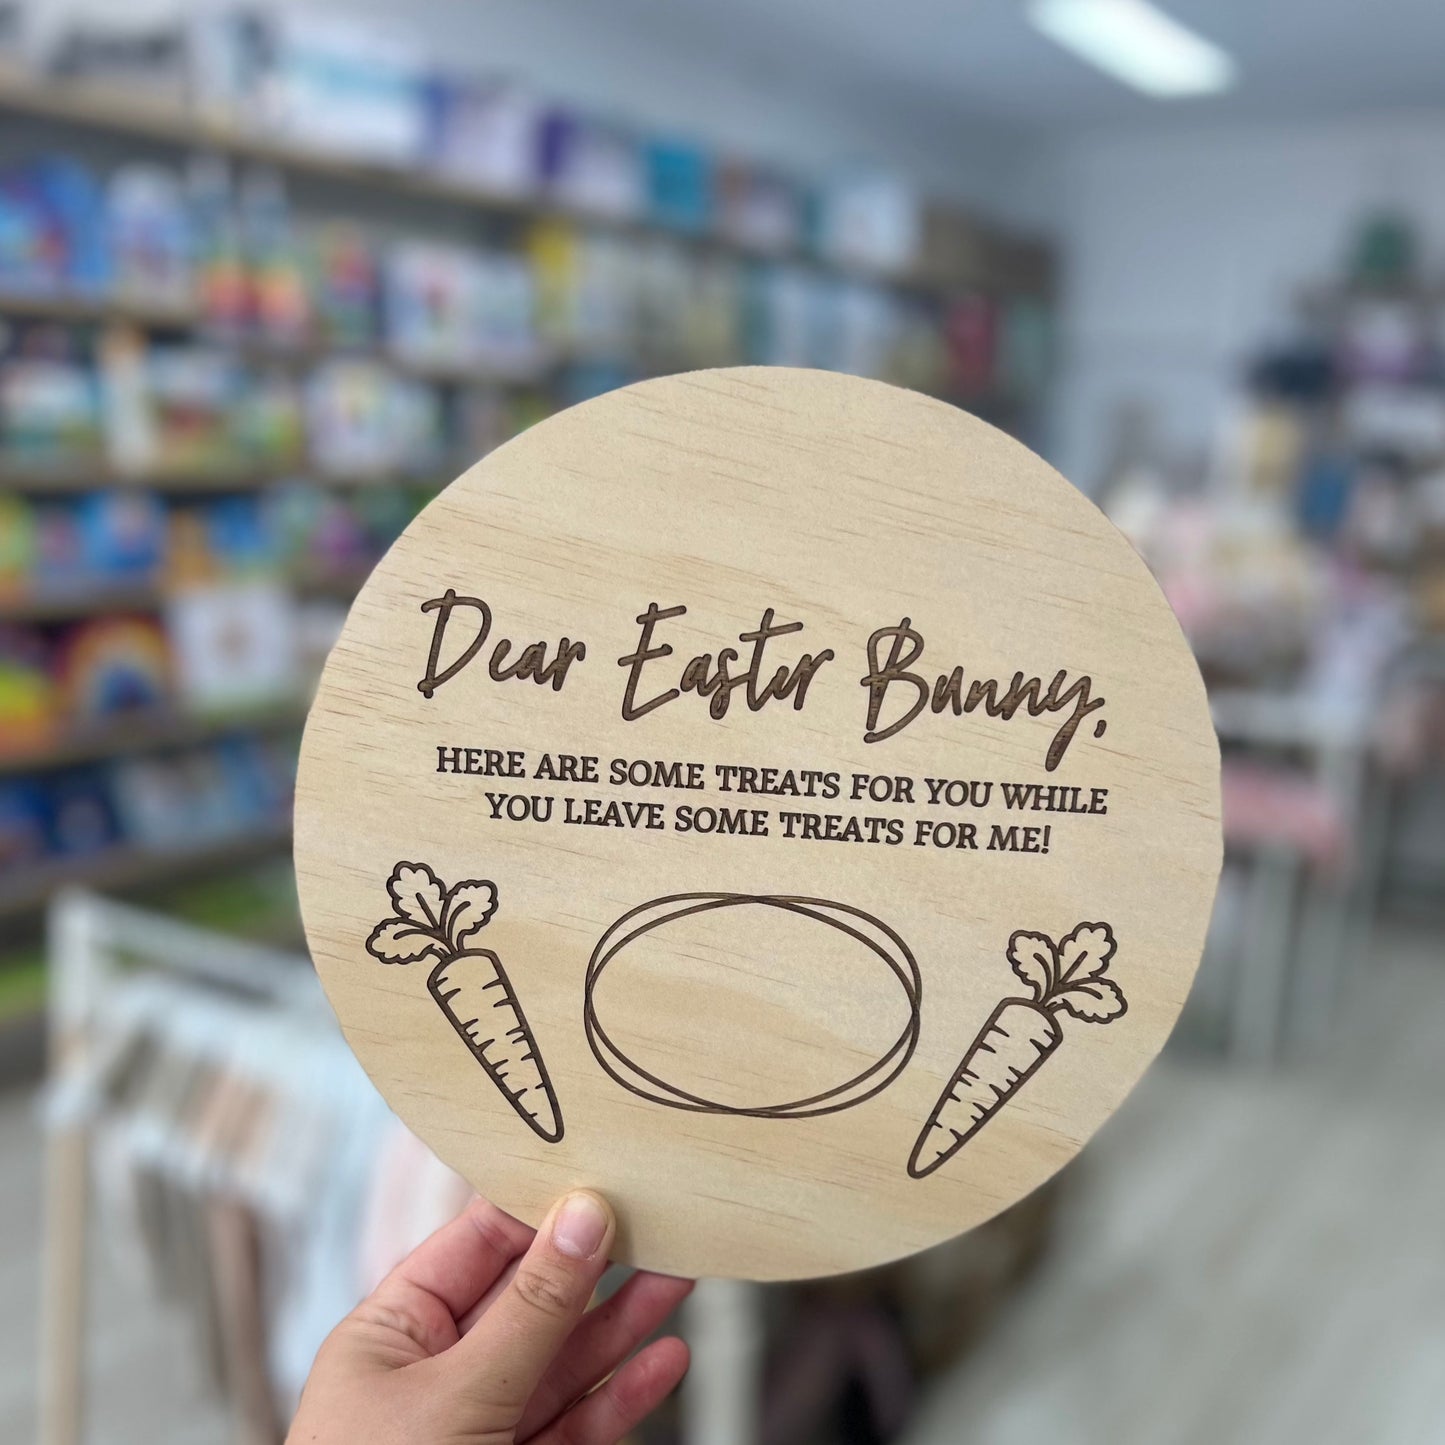 Dear Easter Bunny,
HERE ARE SOME TREATS FOR YOU WHILE
YOU LEAVE SOME TREATS FOR ME!